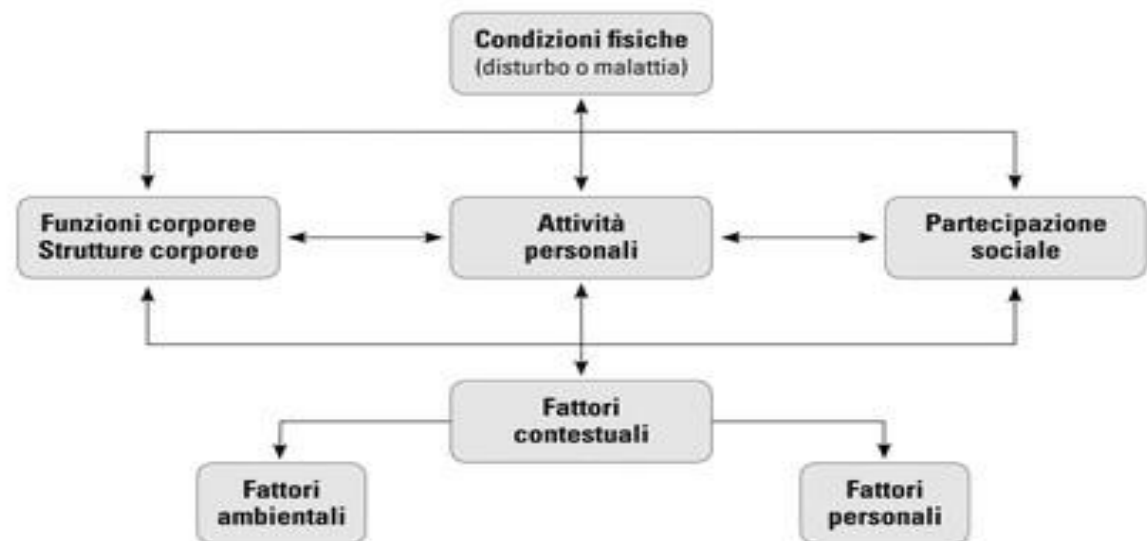 Condizioni fisiche
(disturbo o malattia)
Funzioni corporee
Strutture corporee
Attività
personali
Partecipazione
sociale
Fattori
contestuali
Fattori
ambientali
Fattori
personali